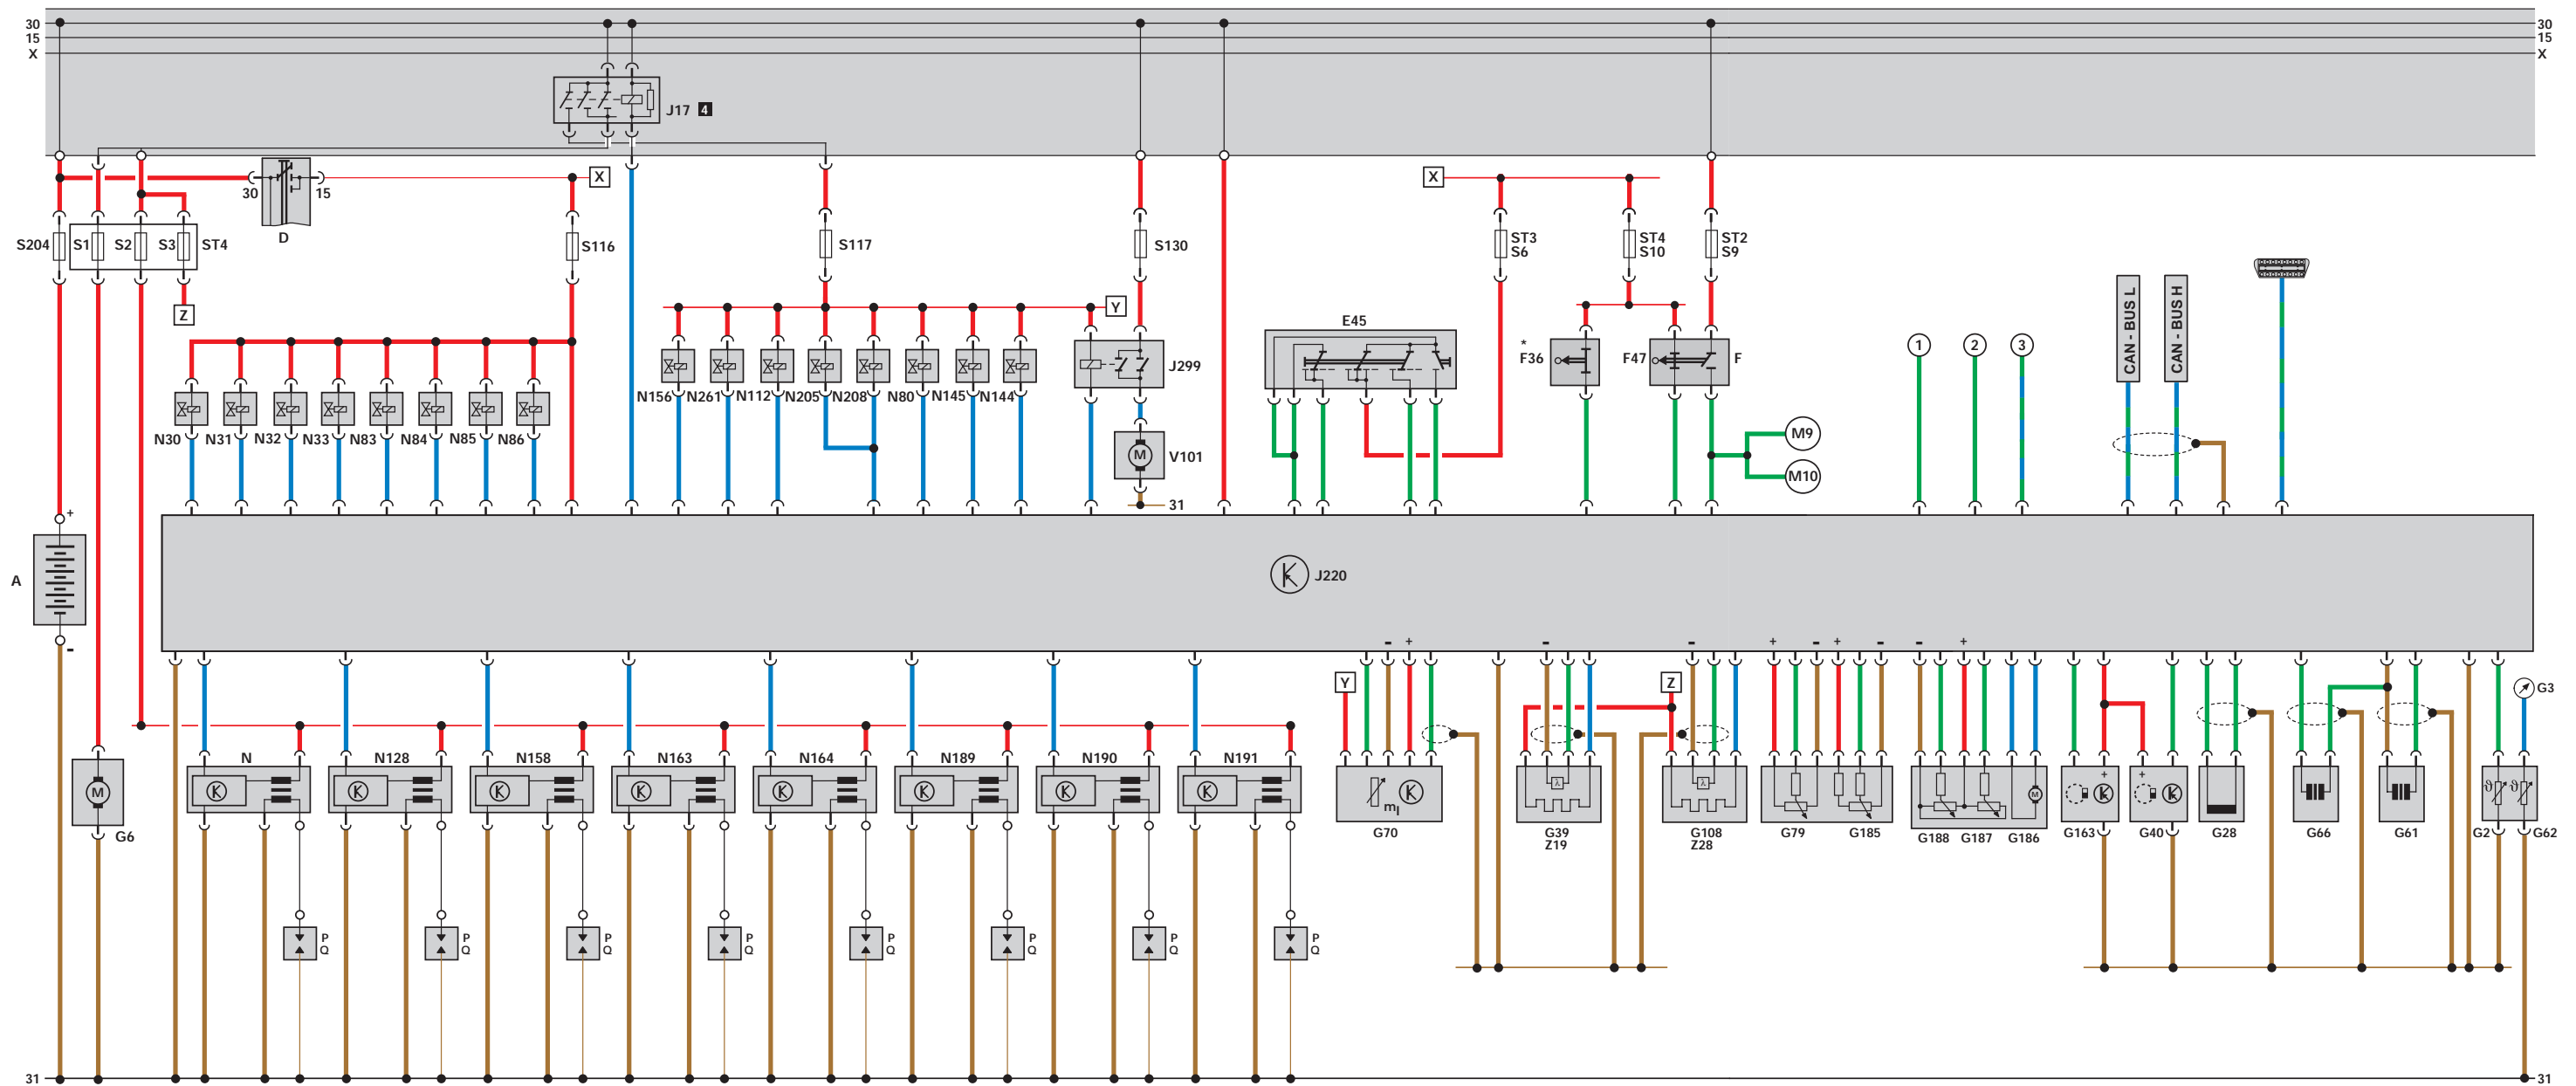 30
15
X
30
15
X
J17 4
30
15
D
X
X
S204
S1
S2
S3
ST4
S116
S117
S130
ST3
S6
ST4
S10
ST2
S9
Z
Y
E45
*
F36
F47
F
J299
1
2
3
CAN - BUS L
CAN - BUS H
N30
N31
N32
N33
N83
N84
N85
N86
N156
N261
N112
N205
N208
N80
N145
N144
M
V101
31
M9
M10
+
A
-
J220
- +
-
-
+ - + -
- +
Y
Z
G3
N
N128
N158
N163
N164
N189
N190
N191
M
G6
m I
G70
λ
G39
Z19
λ
G108
Z28
G79
G185
G188
G187
M
G186
+
G163
+
G40
G28
G66
G61
ϑ
G2
ϑ
G62
P
Q
P
Q
P
Q
P
Q
P
Q
P
Q
P
Q
P
Q
31
31